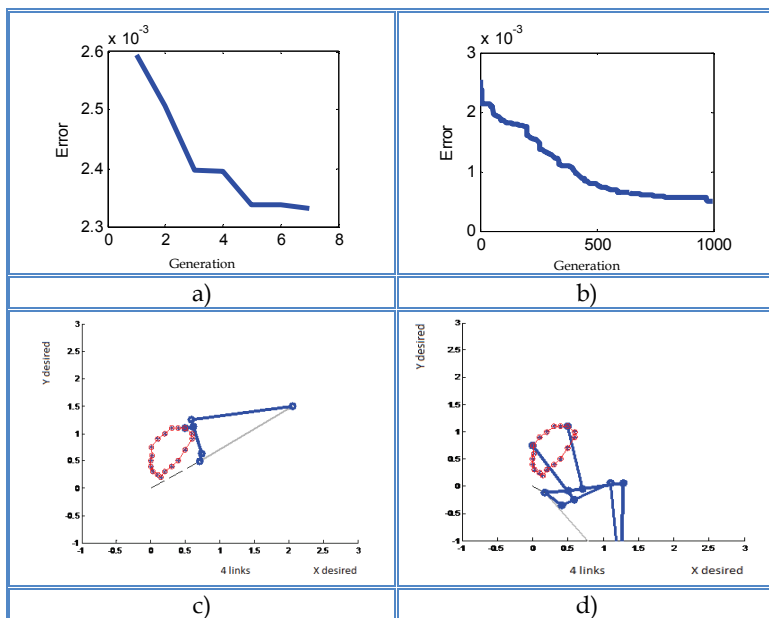 x 10⁻³
2.6
2.5
2.4
2.3
Error
0 2 4 6 8
Generation
x 10⁻³
3
2
1
0
Error
0 500 1000
Generation
a) b)
Y desired
3
2.5
2
1.5
1
0.5
0
-0.5
-1
-1 -0.5 0 0.5 1 1.5 2 2.5 3
4 links X desired
Y desired
3
2.5
2
1.5
1
0.5
0
-0.5
-1
-1 -0.5 0 0.5 1 1.5 2 2.5 3
4 links X desired
c) d)